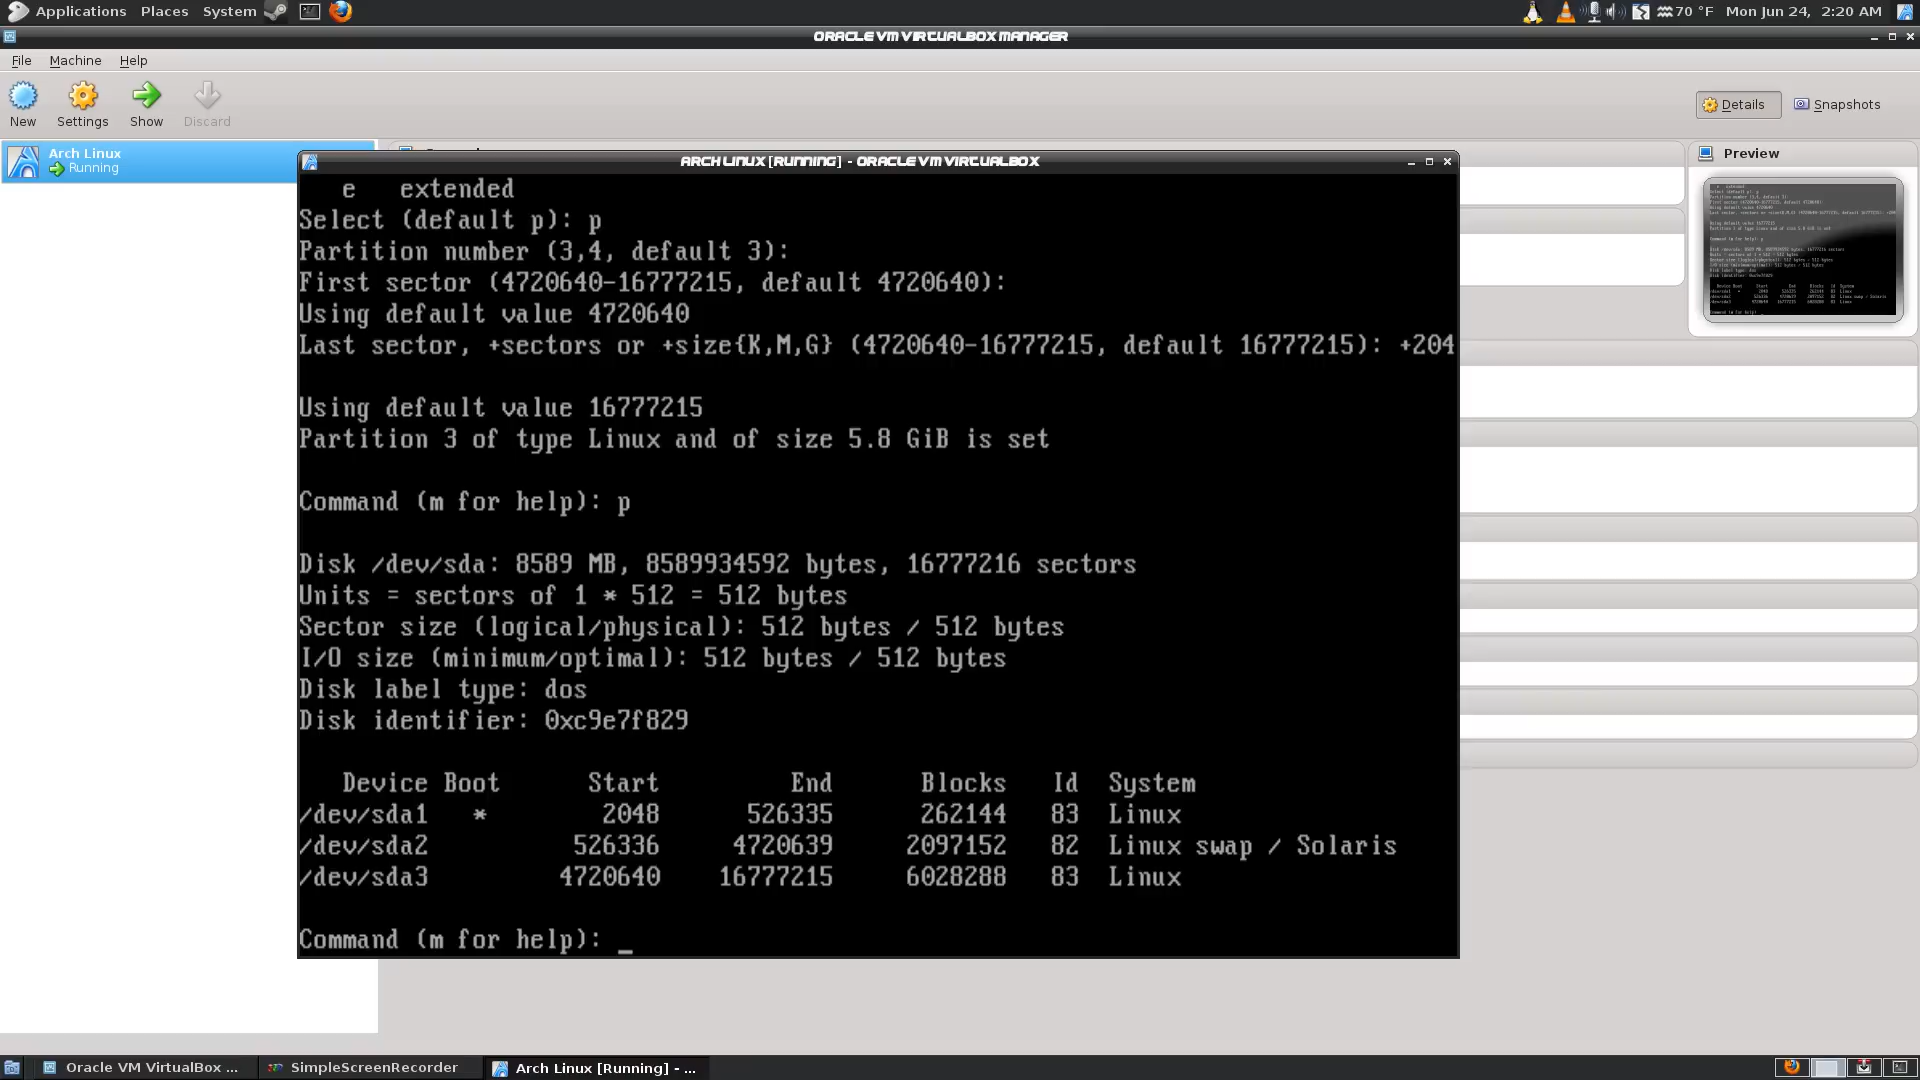 Applications Places System 70 °F Mon Jun 24, 2:20 AM
ORACLE VM VIRTUALBOX MANAGER
File Machine Help
New Settings Show Discard Details Snapshots
Arch Linux
Running
Preview
ARCH LINUX [RUNNING] - ORACLE VM VIRTUALBOX
e extended
Select (default p): p
Partition number (3,4, default 3):
First sector (4720640-16777215, default 4720640):
Using default value 4720640
Last sector, +sectors or +size{K,M,G} (4720640-16777215, default 16777215): +204
Using default value 16777215
Partition 3 of type Linux and of size 5.8 GiB is set
Command (m for help): p
Disk /dev/sda: 8589 MB, 8589934592 bytes, 16777216 sectors
Units = sectors of 1 * 512 = 512 bytes
Sector size (logical/physical): 512 bytes / 512 bytes
I/O size (minimum/optimal): 512 bytes / 512 bytes
Disk label type: dos
Disk identifier: 0xc9e7f829
Device Boot Start End Blocks Id System
/dev/sda1 * 2048 526335 262144 83 Linux
/dev/sda2 526336 4720639 2097152 82 Linux swap / Solaris
/dev/sda3 4720640 16777215 6028288 83 Linux
Command (m for help): _
Oracle VM VirtualBox ... SimpleScreenRecorder Arch Linux [Running] - ...